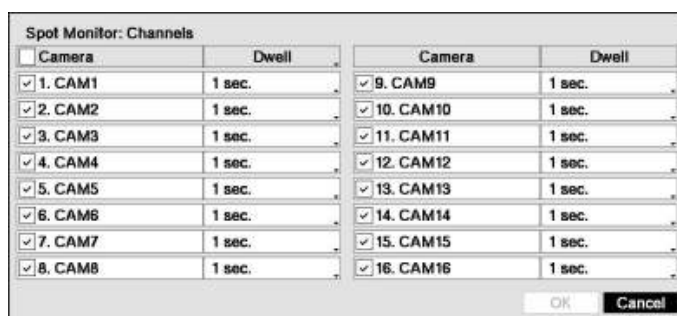 Spot Monitor: Channels
Camera Dwell Camera Dwell
1. CAM1 1 sec. 9. CAM9 1 sec.
2. CAM2 1 sec. 10. CAM10 1 sec.
3. CAM3 1 sec. 11. CAM11 1 sec.
4. CAM4 1 sec. 12. CAM12 1 sec.
5. CAM5 1 sec. 13. CAM13 1 sec.
6. CAM6 1 sec. 14. CAM14 1 sec.
7. CAM7 1 sec. 15. CAM15 1 sec.
8. CAM8 1 sec. 16. CAM16 1 sec.
OK Cancel